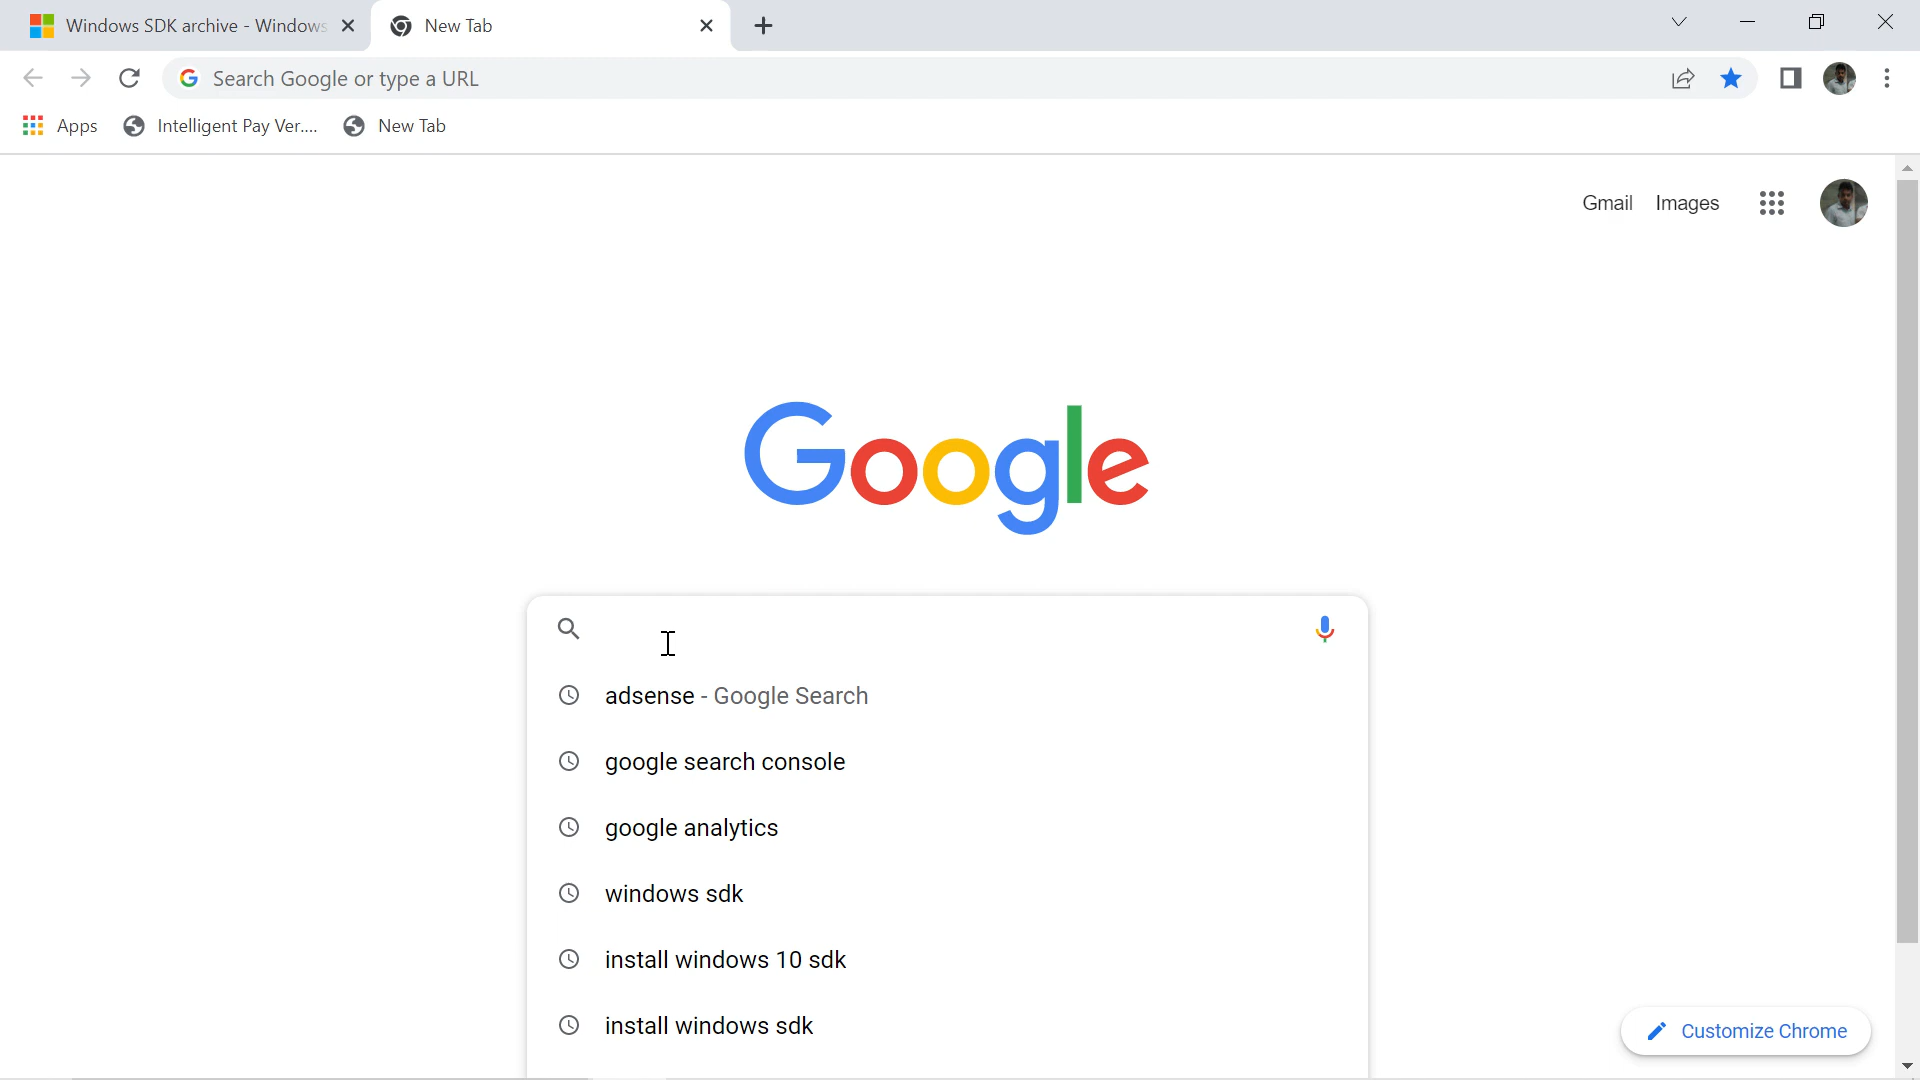 Windows SDK archive - Windows
New Tab
Search Google or type a URL
Apps
Intelligent Pay Ver....
New Tab
Gmail
Images
Google
adsense - Google Search
google search console
google analytics
windows sdk
install windows 10 sdk
install windows sdk
Customize Chrome